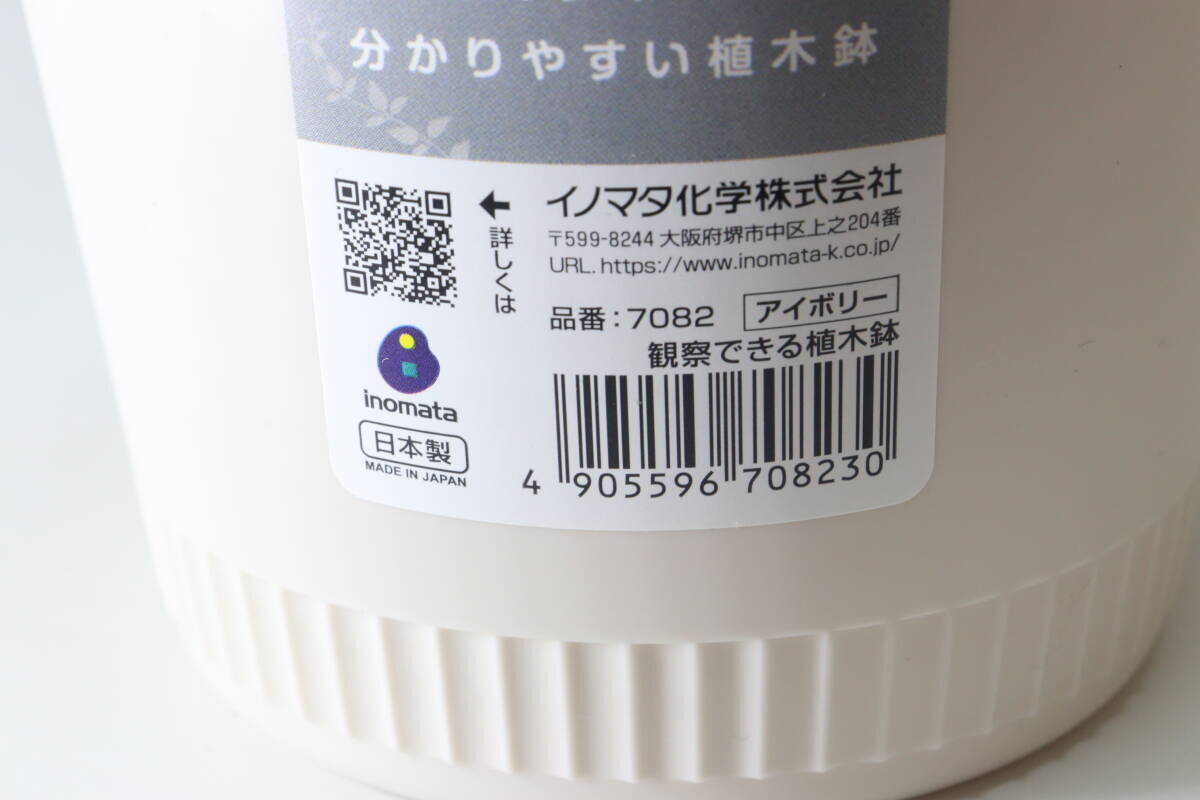 分かりやすい植木鉢
詳しくは
イノマタ化学株式会社
〒599-8244 大阪府堺市中区上之204番
URL. https://www.inomata-k.co.jp/
品番:7082 アイボリー
観察できる植木鉢
inomata
日本製
MADE IN JAPAN
4 905596 708230